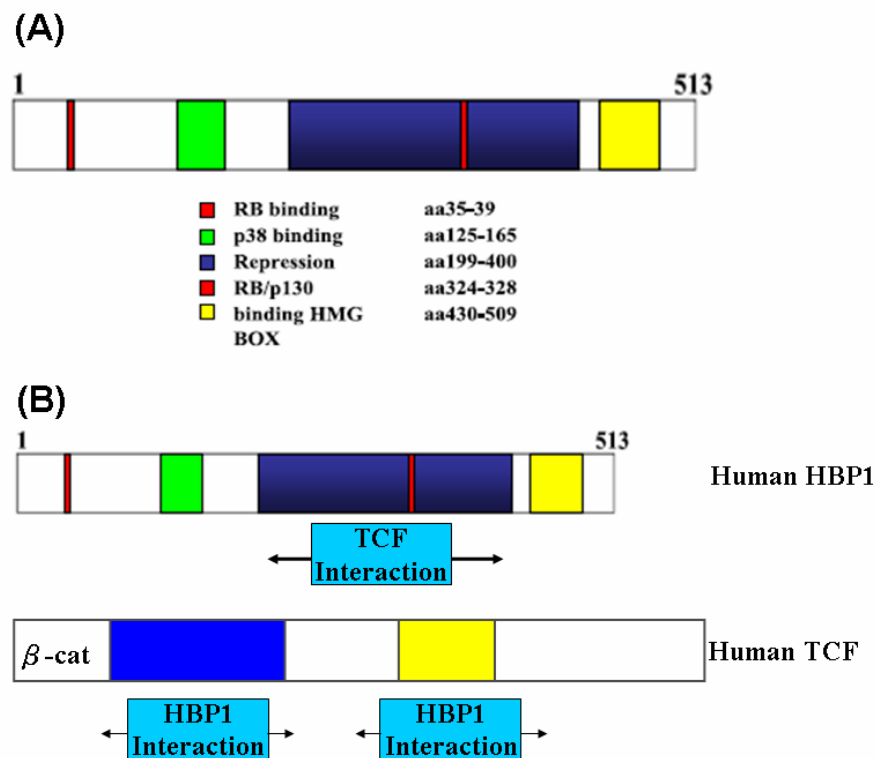 (A)
1 513
RB binding aa35-39
p38 binding aa125-165
Repression aa199-400
RB/p130 aa324-328
binding HMG aa430-509
BOX
(B)
1 513
Human HBP1
TCF
Interaction
β-cat
Human TCF
HBP1 HBP1
Interaction Interaction